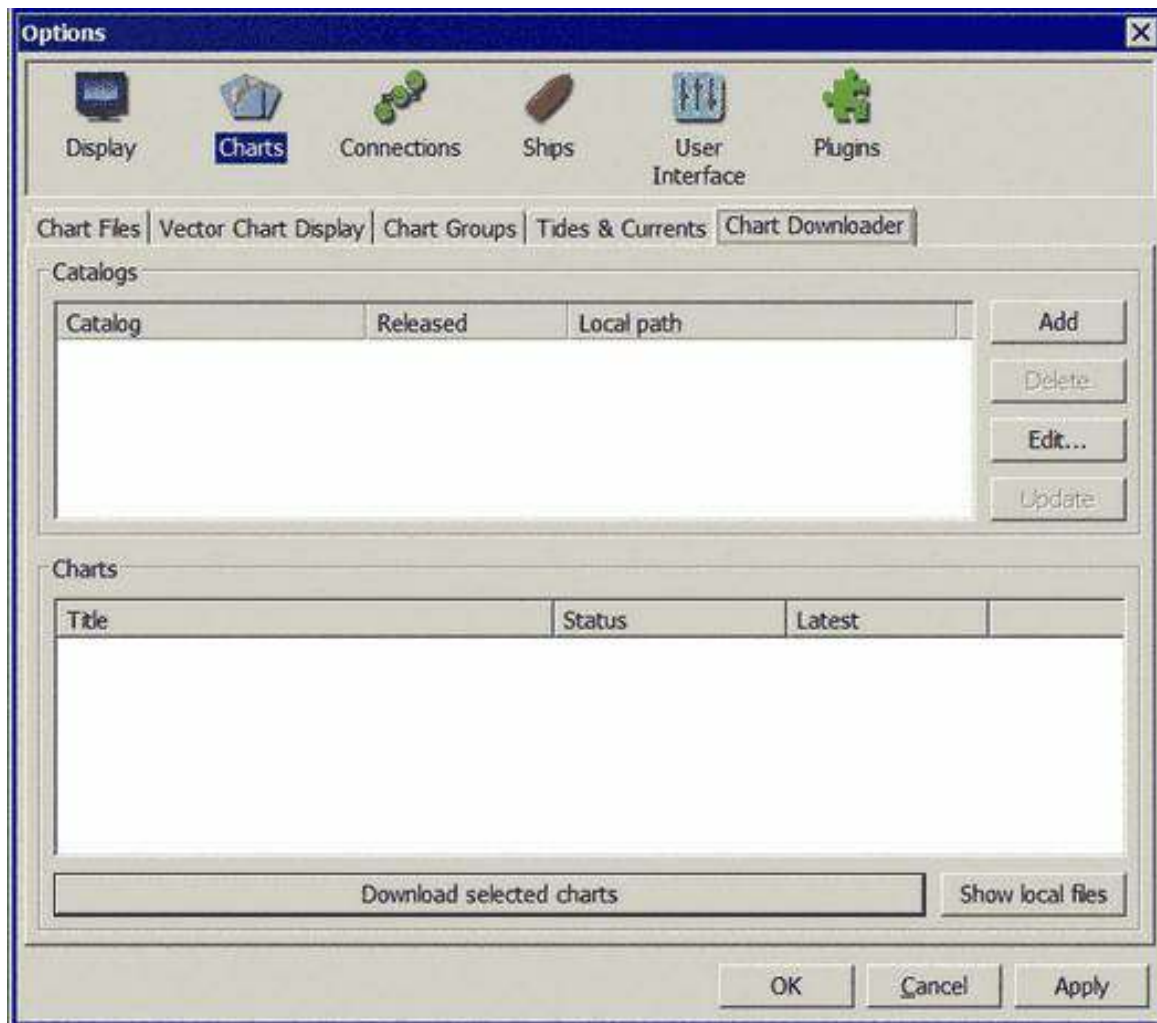 Options
Display
Charts
Connections
Ships
User
Interface
Plugins
Chart Files
Vector Chart Display
Chart Groups
Tides & Currents
Chart Downloader
Catalogs
Catalog
Released
Local path
Add
Delete
Edit...
Update
Charts
Title
Status
Latest
Download selected charts
Show local files
OK
Cancel
Apply